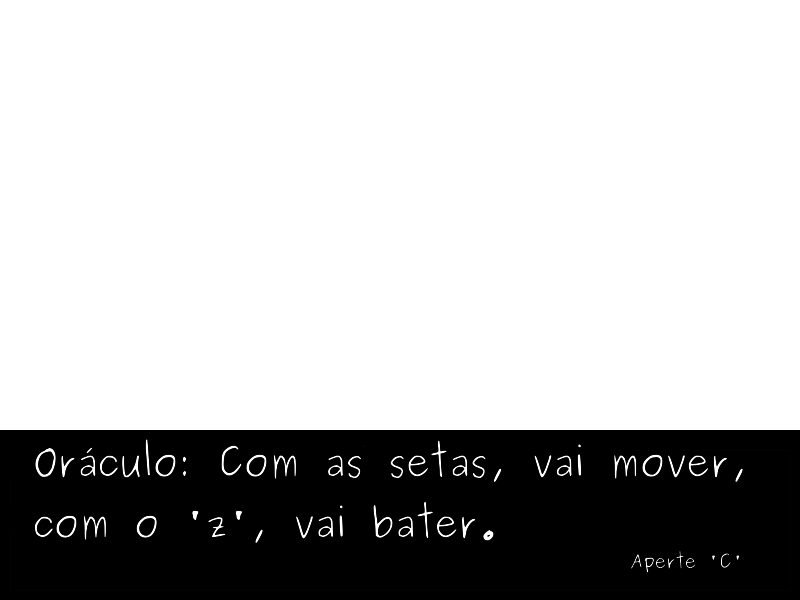 Oráculo: Com as setas, vai mover,
com o 'z', vai bater.
Aperte 'C'